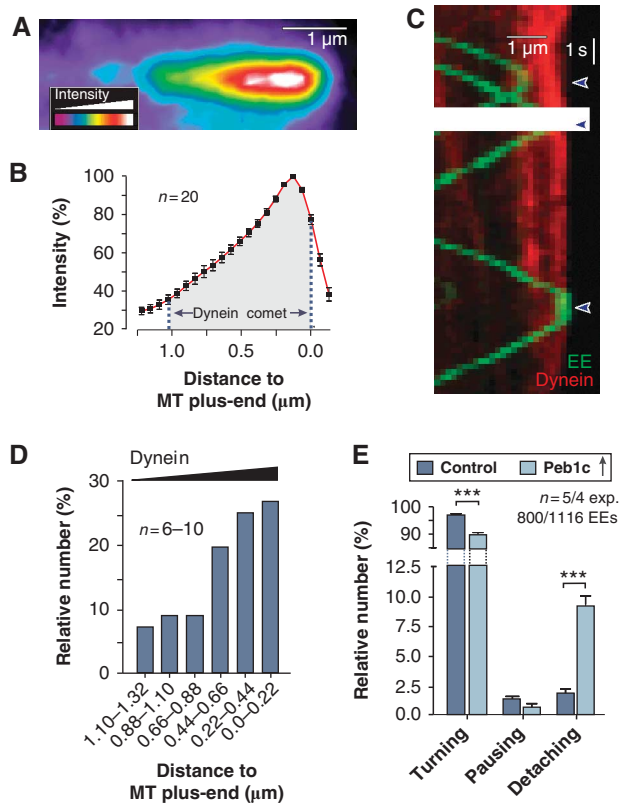 A
1 µm
Intensity
B
n=20
100
80
60
40
20
Intensity (%)
Dynein comet
1.0
0.5
0.0
Distance to
MT plus-end (µm)
C
1 µm
1 s
EE
Dynein
D
Dynein
n=6–10
30
20
10
0
Relative number (%)
1.10–1.32
0.88–1.10
0.66–0.88
0.44–0.66
0.22–0.44
0.0–0.22
Distance to
MT plus-end (µm)
E
Control
Peb1c ↑
n=5/4 exp.
800/1116 EEs
***
***
100
90
12.5
10.0
7.5
5.0
2.5
0.0
Relative number (%)
Turning
Pausing
Detaching